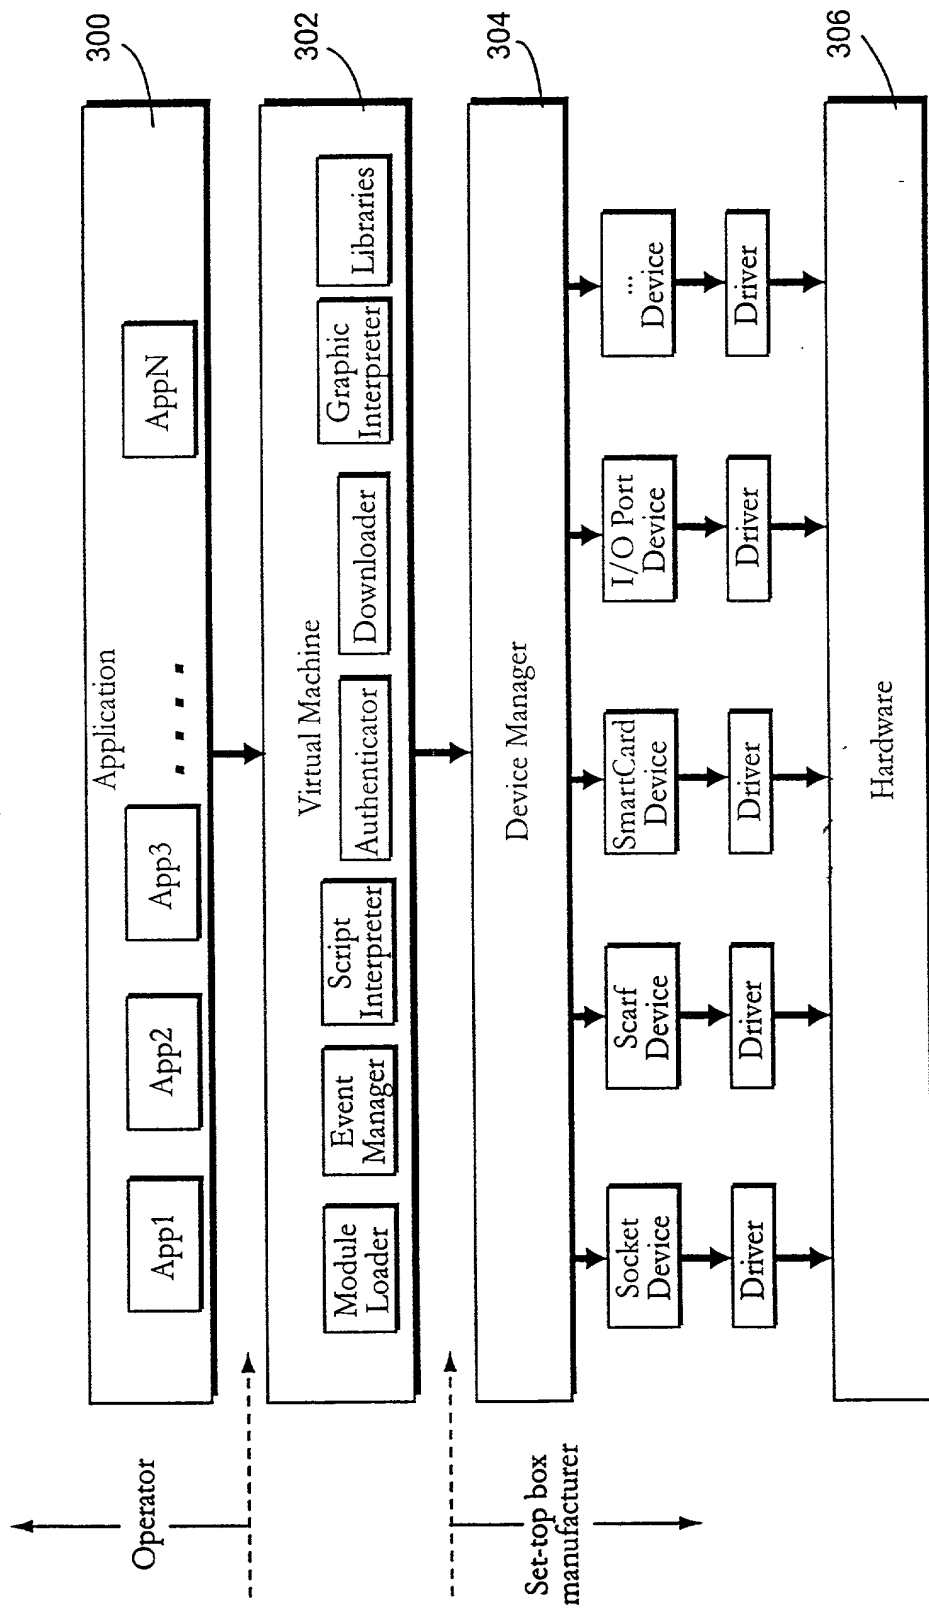 300
302
304
306
Application
App1
App2
App3
. . . .
AppN
Virtual Machine
Module
Loader
Event
Manager
Script
Interpreter
Authenticator
Downloader
Graphic
Interpreter
Libraries
Device Manager
Socket
Device
Scarf
Device
SmartCard
Device
I/O Port
Device
...
Device
Driver
Driver
Driver
Driver
Driver
Hardware
Operator
Set-top box
manufacturer